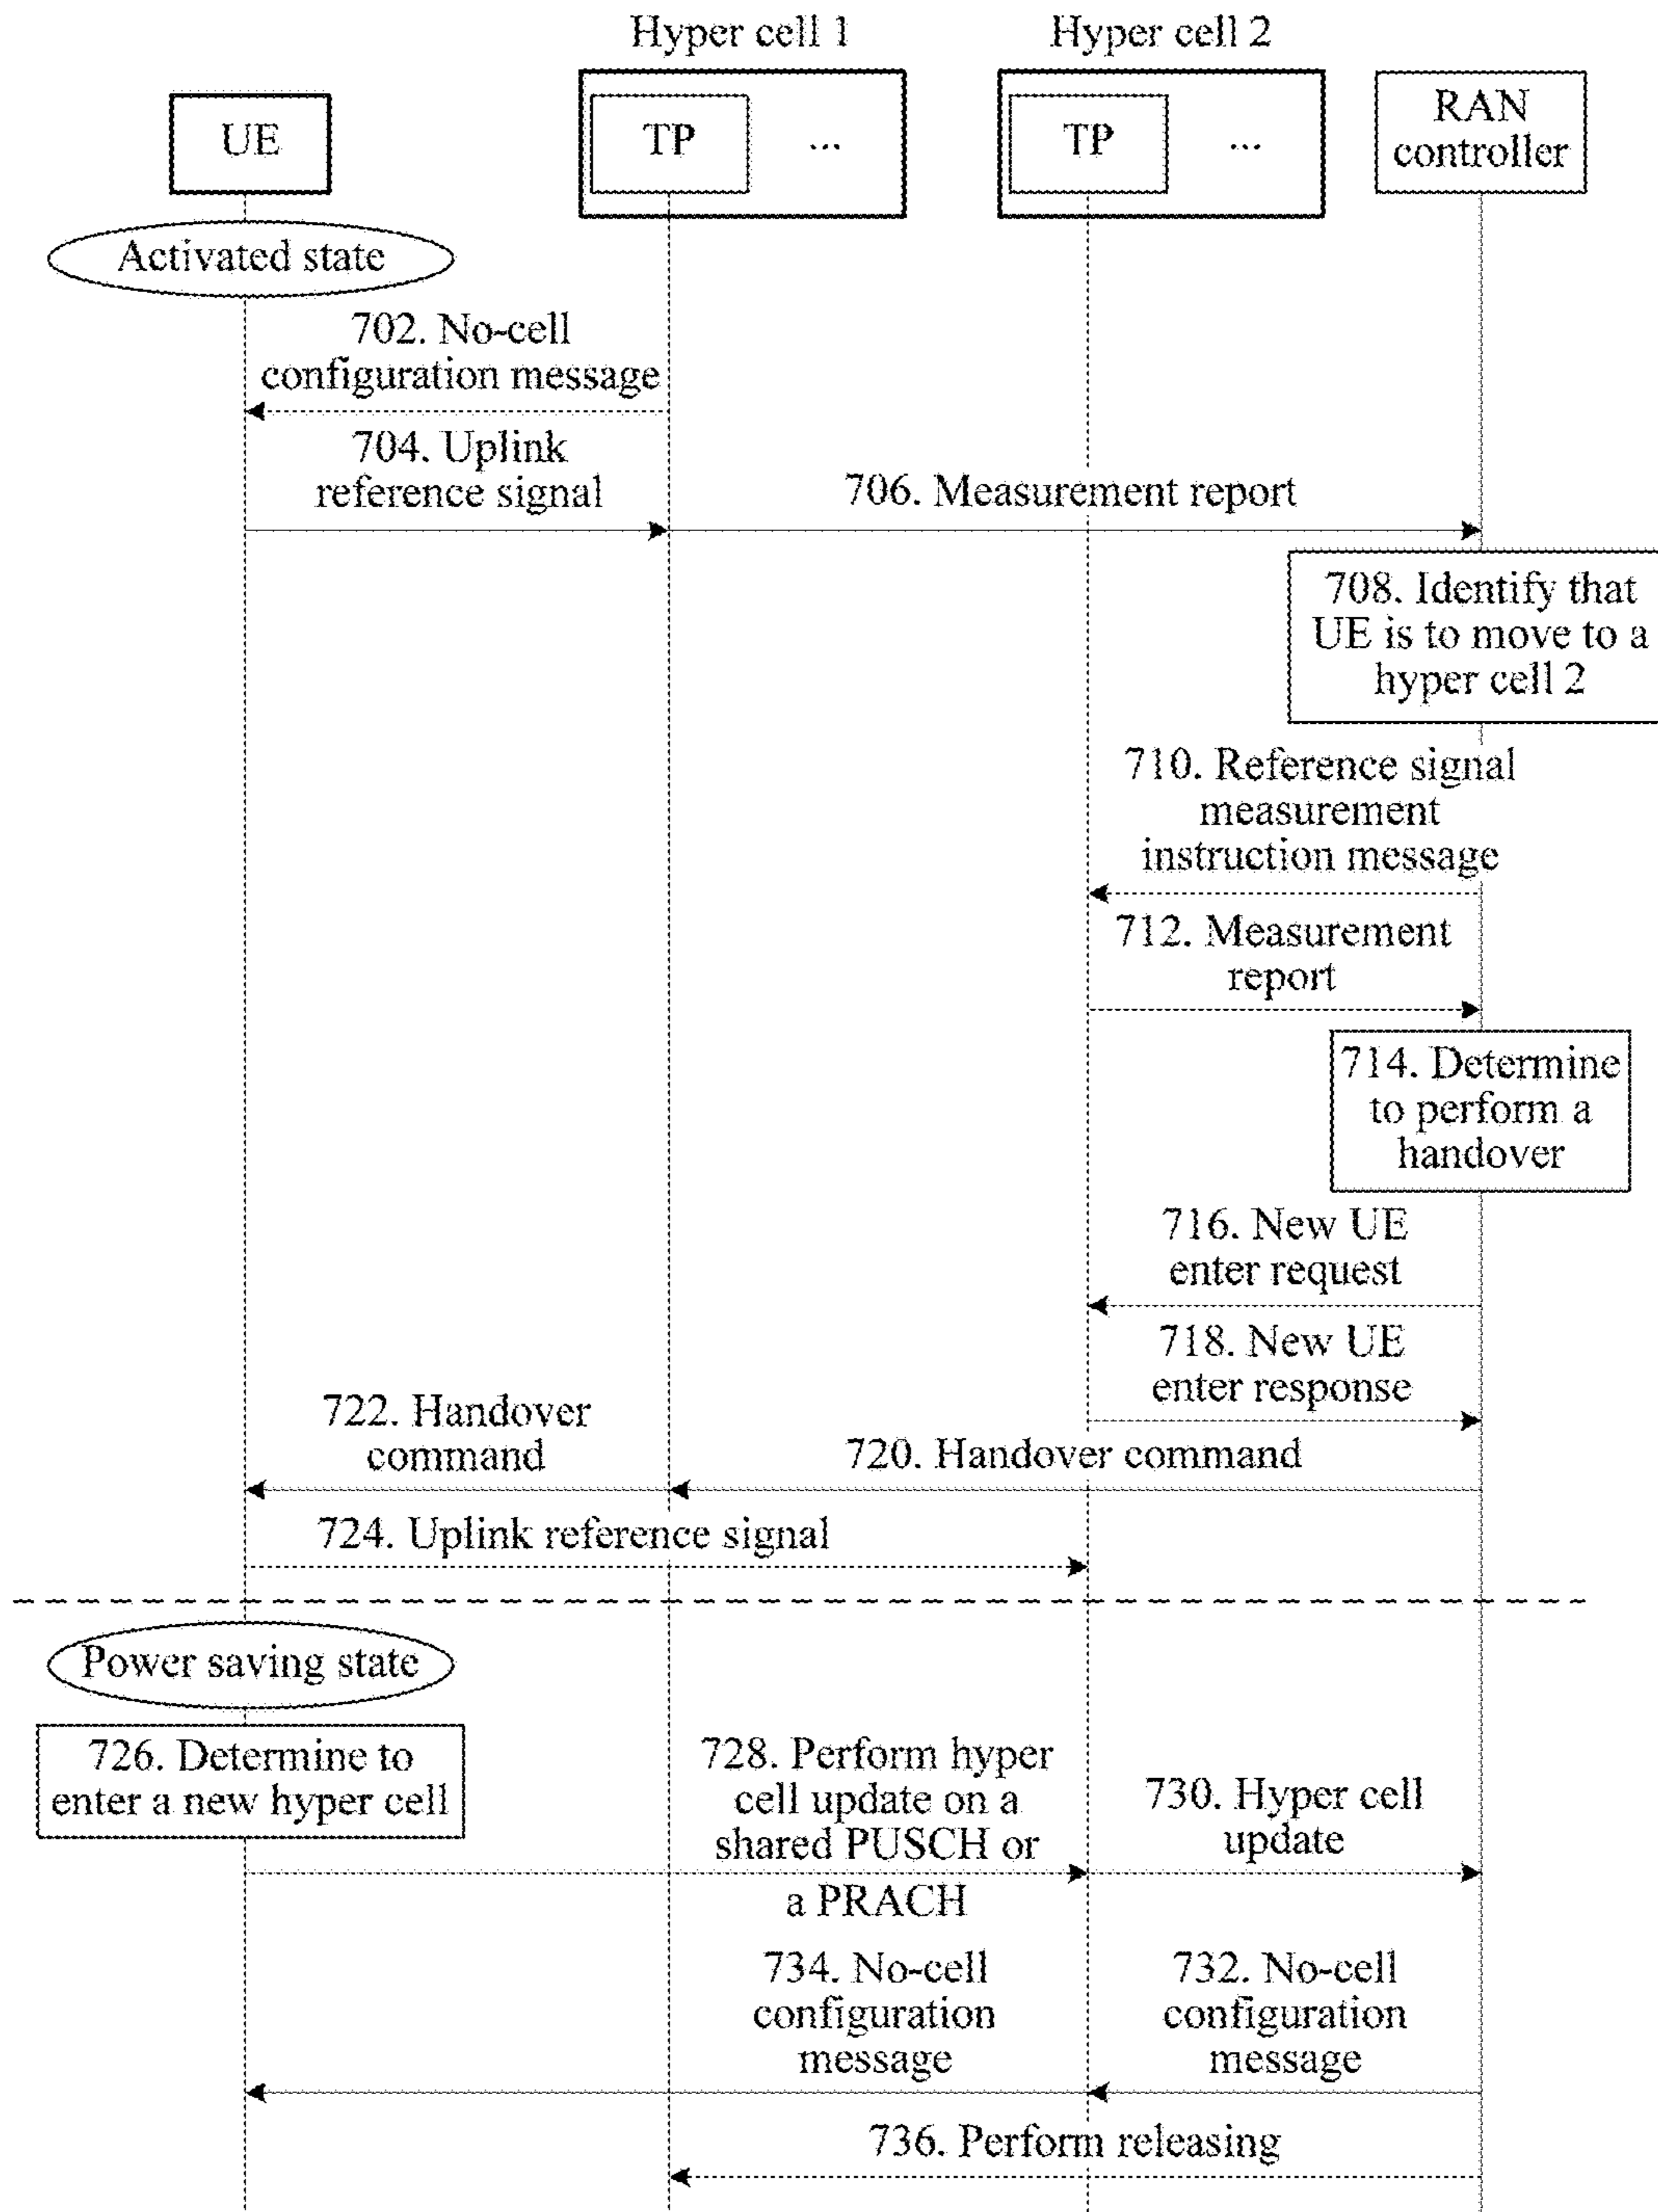 Hyper cell 1
Hyper cell 2
UE
TP
...
TP
...
RAN
controller
Activated state
702. No-cell
configuration message
704. Uplink
reference signal
706. Measurement report
708. Identify that
UE is to move to a
hyper cell 2
710. Reference signal
measurement
instruction message
712. Measurement
report
714. Determine
to perform a
handover
716. New UE
enter request
718. New UE
enter response
722. Handover
command
720. Handover command
724. Uplink reference signal
Power saving state
726. Determine to
enter a new hyper cell
728. Perform hyper
cell update on a
shared PUSCH or
a PRACH
730. Hyper cell
update
734. No-cell
configuration
message
732. No-cell
configuration
message
736. Perform releasing